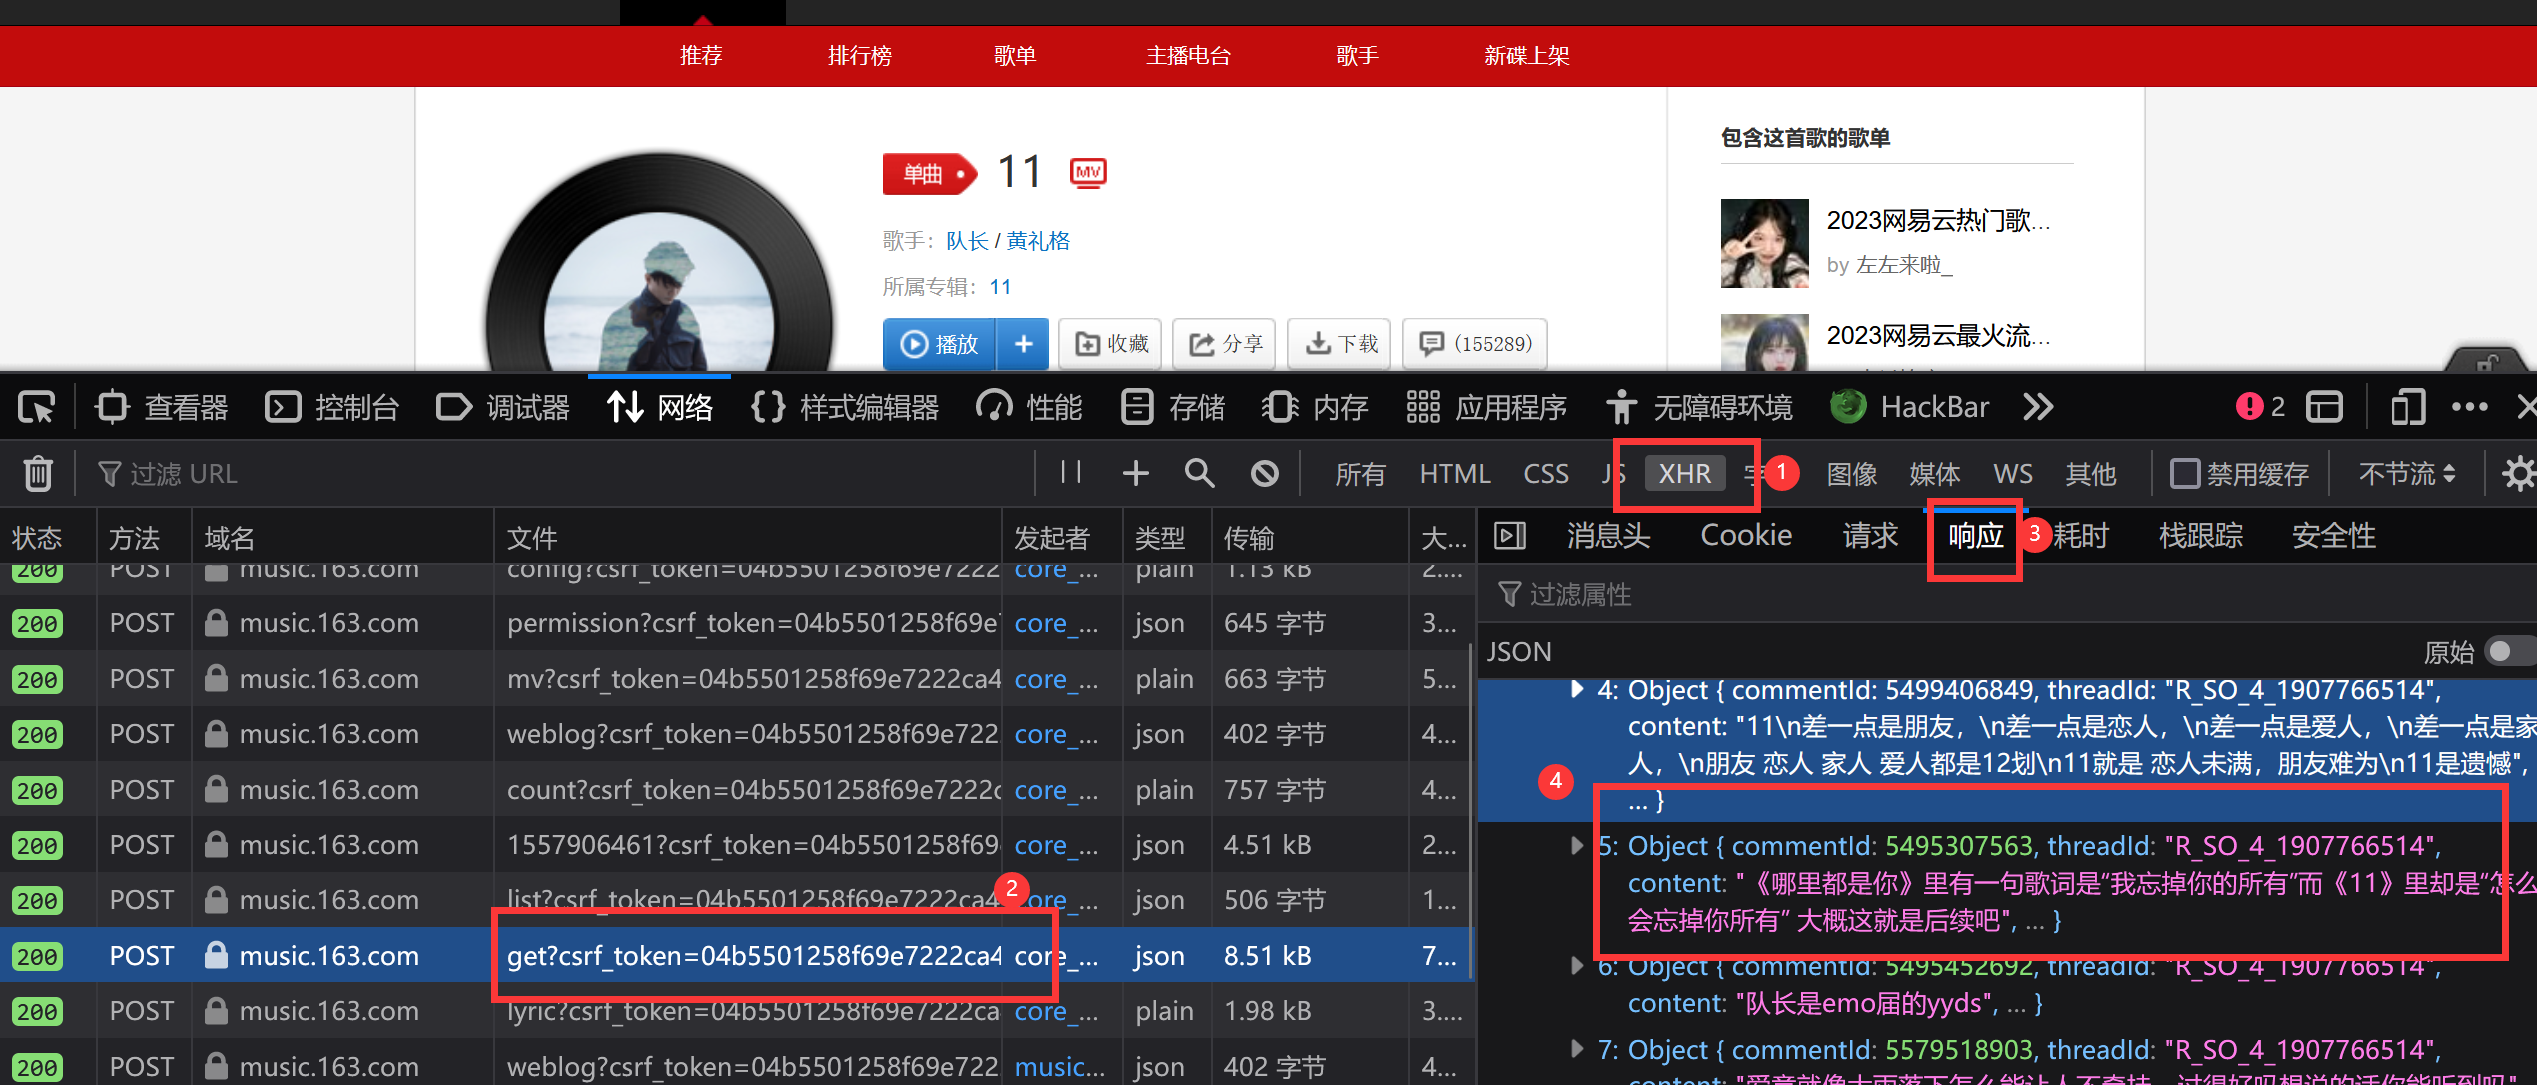 推荐 排行榜 歌单 主播电台 歌手 新碟上架
单曲 11 MV
歌手：队长 / 黄礼格
所属专辑：11
播放 + 收藏 分享 下载 (155289)
包含这首歌的歌单
2023网易云热门歌...
by 左左来啦_
2023网易云最火流...
查看器 控制台 调试器 网络 样式编辑器 性能 存储 内存 应用程序 无障碍环境 HackBar 2
过滤 URL 所有 HTML CSS JS XHR 1 图像 媒体 WS 其他 禁用缓存 不节流
状态 方法 域名 文件 发起者 类型 传输 大...
200 POST music.163.com config?csrf_token=04b5501258f69e7222 core_... plain 1.13 kB 2....
200 POST music.163.com permission?csrf_token=04b5501258f69e core_... json 645 字节 3...
200 POST music.163.com mv?csrf_token=04b5501258f69e7222ca4 core_... plain 663 字节 5...
200 POST music.163.com weblog?csrf_token=04b5501258f69e722 core_... json 402 字节 4...
200 POST music.163.com count?csrf_token=04b5501258f69e7222c core_... plain 757 字节 4...
200 POST music.163.com 1557906461?csrf_token=04b5501258f69 core_... json 4.51 kB 2...
200 POST music.163.com list?csrf_token=04b5501258f69e7222ca4 2 core_... json 506 字节 1...
200 POST music.163.com get?csrf_token=04b5501258f69e7222ca4 core_... json 8.51 kB 7...
200 POST music.163.com lyric?csrf_token=04b5501258f69e7222ca core_... plain 1.98 kB 3....
200 POST music.163.com weblog?csrf_token=04b5501258f69e722 music... json 402 字节 4...
消息头 Cookie 请求 响应 3 耗时 栈跟踪 安全性
过滤属性
JSON 原始
4: Object { commentId: 5499406849, threadId: "R_SO_4_1907766514",
content: "11\n差一点是朋友，\n差一点是恋人，\n差一点是爱人，\n差一点是家
人，\n朋友 恋人 家人 爱人都是12划\n11就是 恋人未满，朋友难为\n11是遗憾",
... }
4
5: Object { commentId: 5495307563, threadId: "R_SO_4_1907766514",
content: "《哪里都是你》里有一句歌词是“我忘掉你的所有”而《11》里却是“怎么
会忘掉你所有” 大概这就是后续吧", ... }
6: Object { commentId: 5495452692, threadId: "R_SO_4_1907766514",
content: "队长是emo届的yyds", ... }
7: Object { commentId: 5579518903, threadId: "R_SO_4_1907766514",